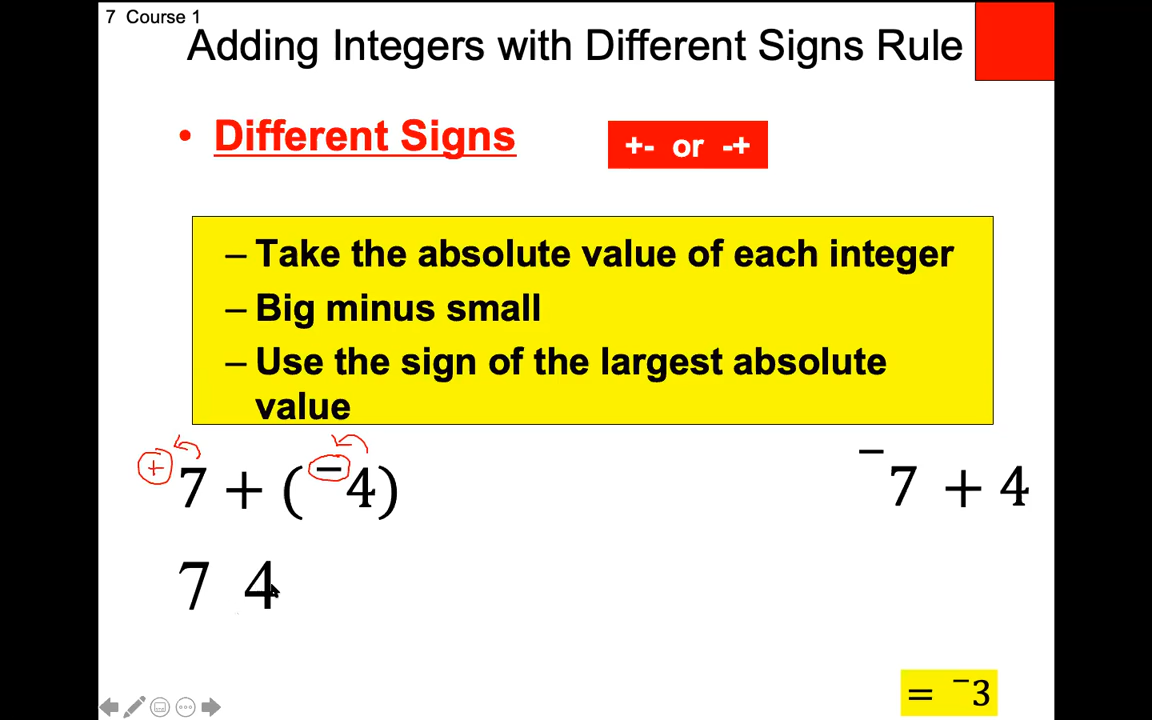 7 Course 1
Adding Integers with Different Signs Rule
• Different Signs
+- or -+
– Take the absolute value of each integer
– Big minus small
– Use the sign of the largest absolute
value
+7 + (⁻4)
⁻7 + 4
7 4
= ⁻3